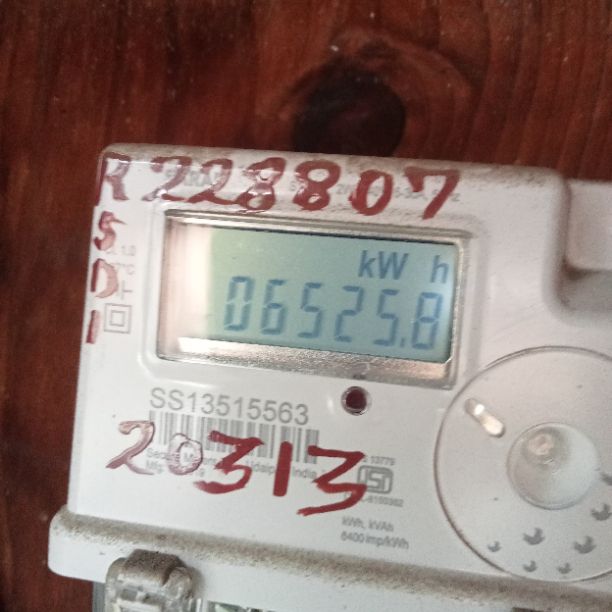 R228807
S
D
I
kW h
06525.8
SS13515563
20313
kWh, kVAh
6400 imp/kWh